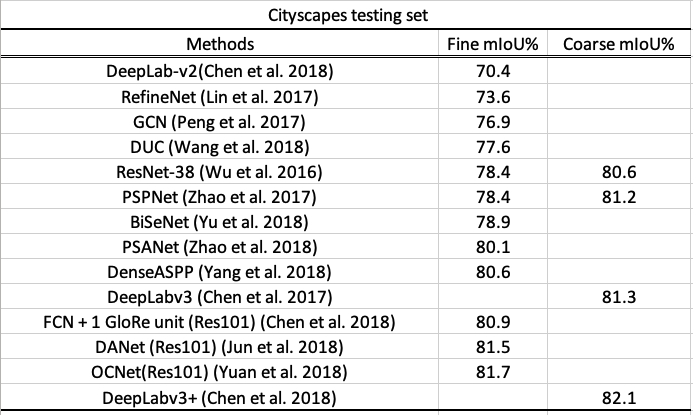 Cityscapes testing set
Methods Fine mIoU% Coarse mIoU%
DeepLab-v2(Chen et al. 2018) 70.4
RefineNet (Lin et al. 2017) 73.6
GCN (Peng et al. 2017) 76.9
DUC (Wang et al. 2018) 77.6
ResNet-38 (Wu et al. 2016) 78.4 80.6
PSPNet (Zhao et al. 2017) 78.4 81.2
BiSeNet (Yu et al. 2018) 78.9
PSANet (Zhao et al. 2018) 80.1
DenseASPP (Yang et al. 2018) 80.6
DeepLabv3 (Chen et al. 2017) 81.3
FCN + 1 GloRe unit (Res101) (Chen et al. 2018) 80.9
DANet (Res101) (Jun et al. 2018) 81.5
OCNet(Res101) (Yuan et al. 2018) 81.7
DeepLabv3+ (Chen et al. 2018) 82.1